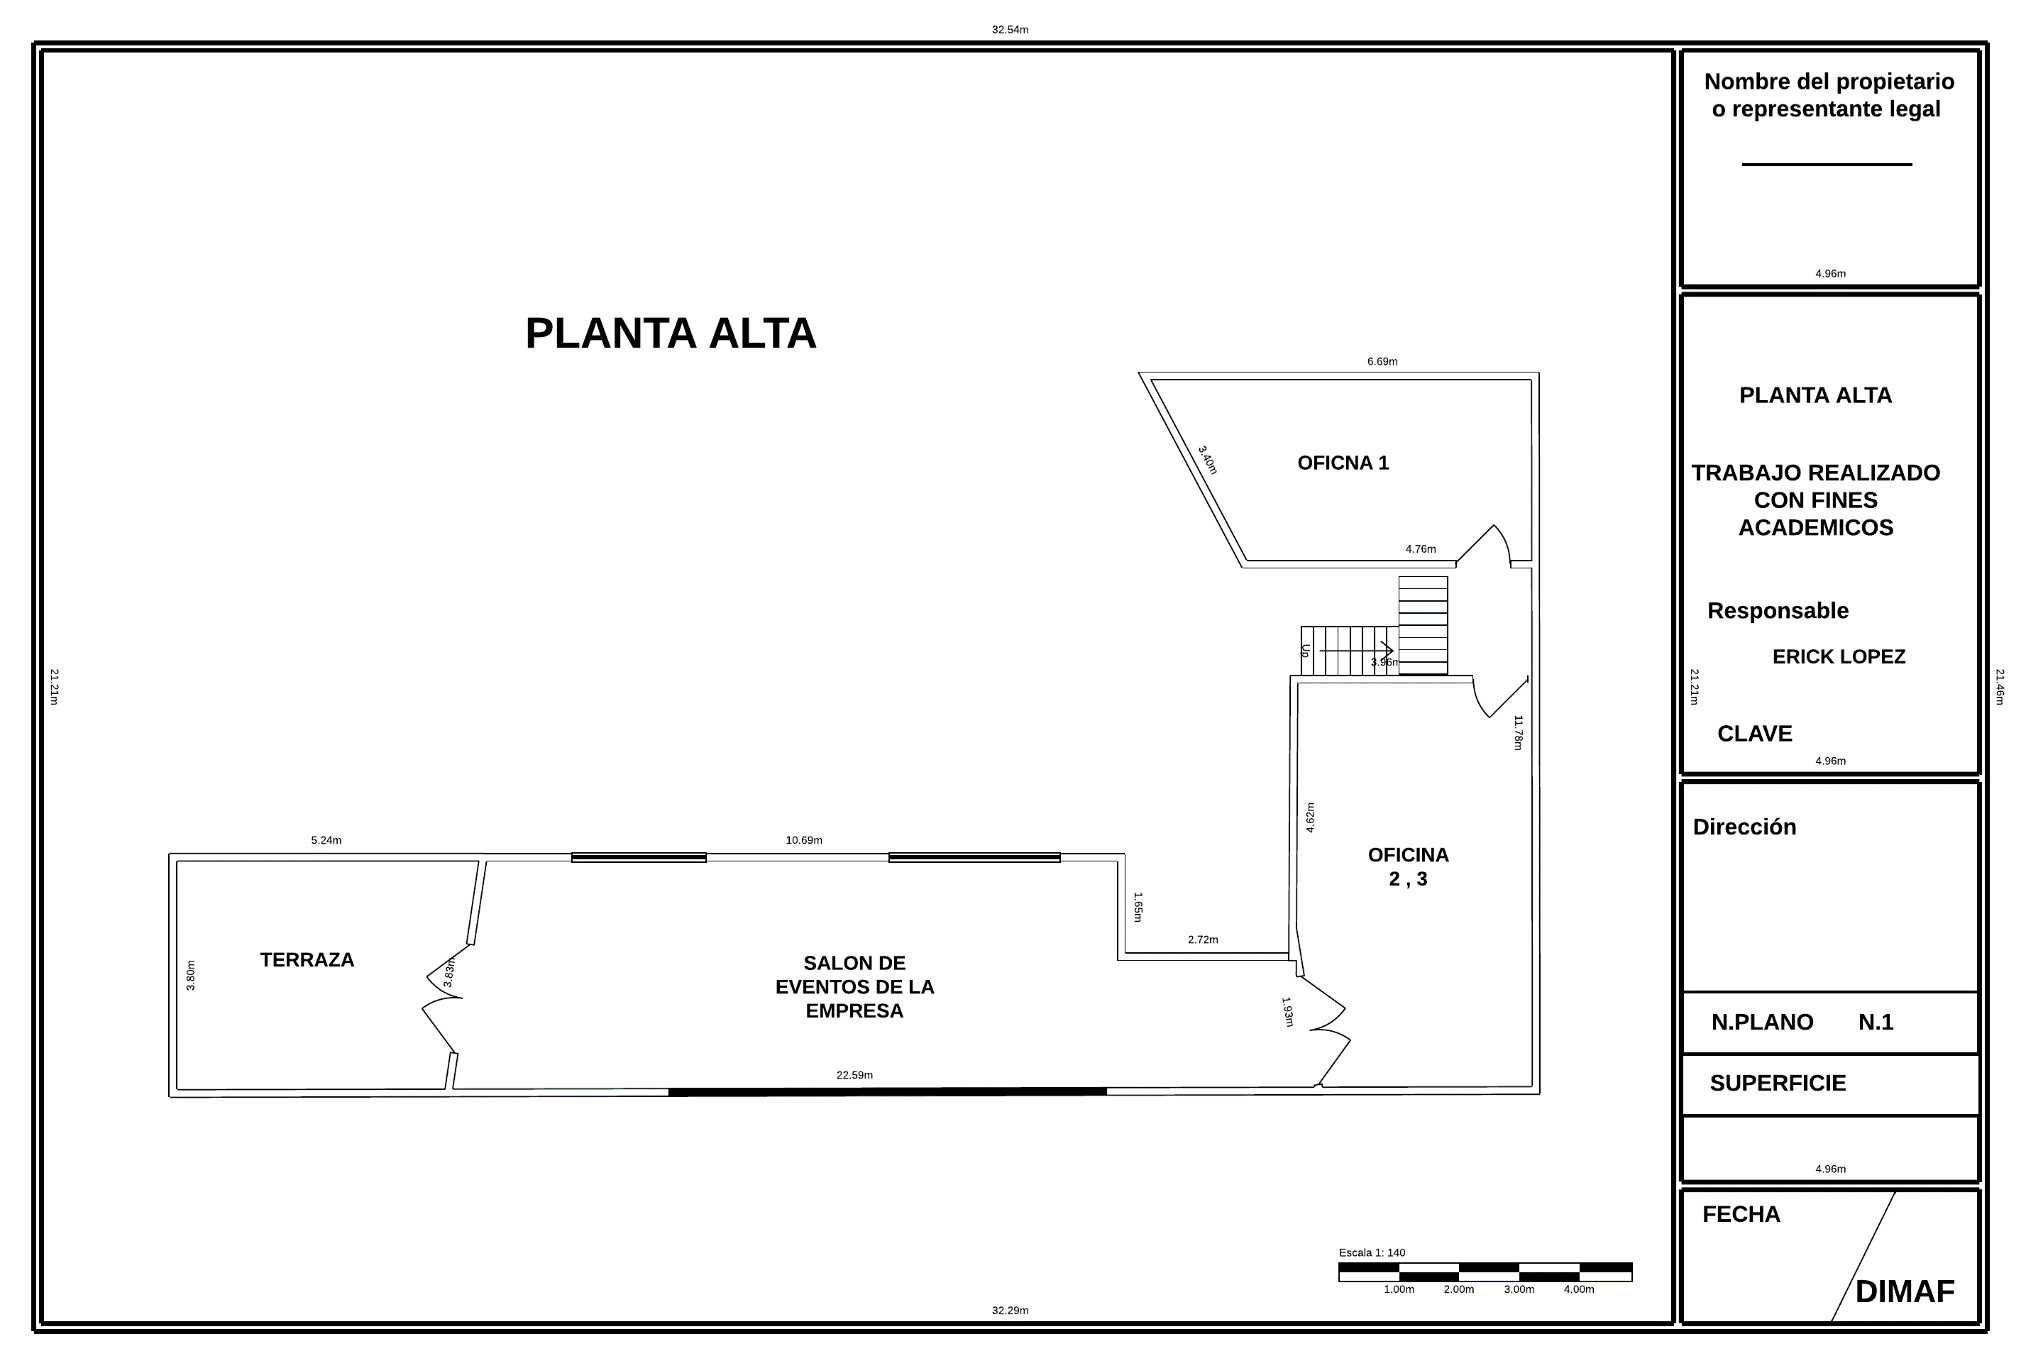 32.54m
Nombre del propietario
o representante legal
4.96m
PLANTA ALTA
6.69m
3.40m
OFICNA 1
4.76m
PLANTA ALTA
TRABAJO REALIZADO
CON FINES
ACADEMICOS
Responsable
ERICK LOPEZ
21.21m
21.21m
21.46m
CLAVE
4.96m
Up
3.96m
11.78m
4.62m
OFICINA
2 , 3
5.24m
10.69m
1.65m
2.72m
TERRAZA
3.80m
3.83m
SALON DE
EVENTOS DE LA
EMPRESA
1.93m
22.59m
Dirección
N.PLANO N.1
SUPERFICIE
4.96m
FECHA
DIMAF
Escala 1: 140
1.00m 2.00m 3.00m 4.00m
32.29m